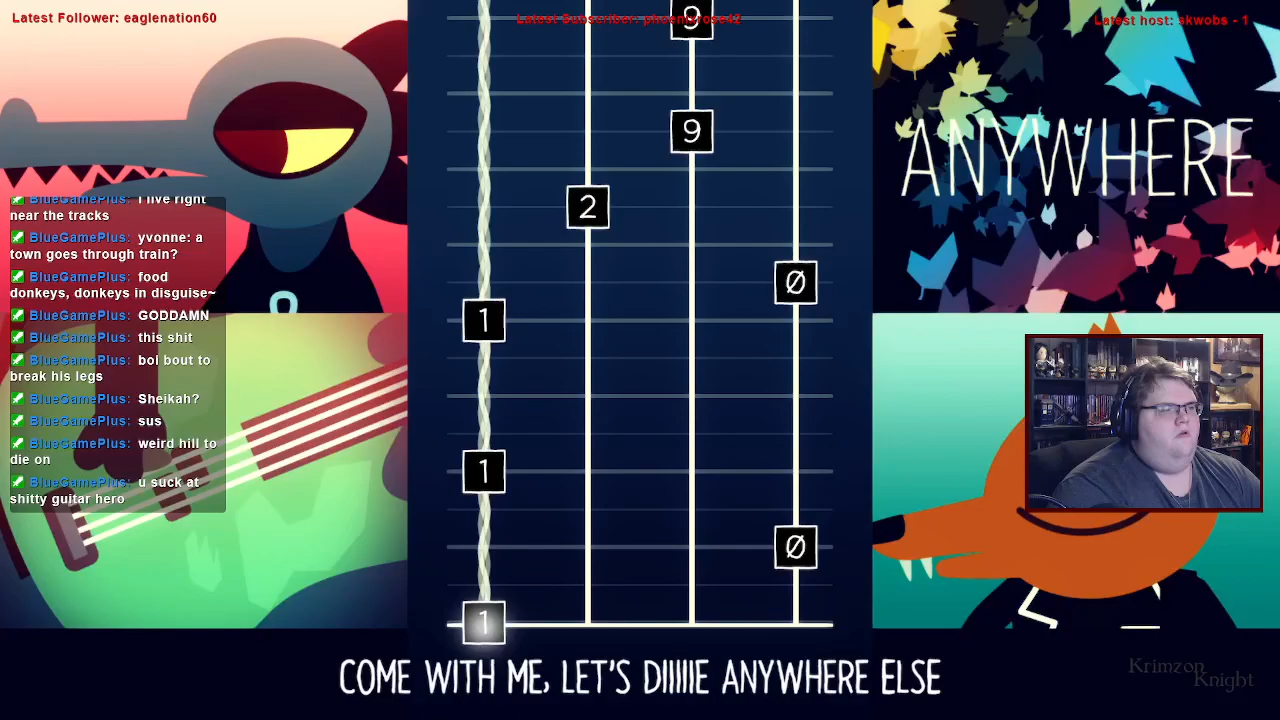 Latest Follower: eaglenation60
Latest Subscriber: phoenixrose42
Latest host: skwobs - 1
9
9
2
Ø
1
1
Ø
1
ANYWHERE
BlueGamePlus: I live right
near the tracks
BlueGamePlus: yvonne: a
town goes through train?
BlueGamePlus: food
donkeys, donkeys in disguise~
BlueGamePlus: GODDAMN
BlueGamePlus: this shit
BlueGamePlus: boi bout to
break his legs
BlueGamePlus: Sheikah?
BlueGamePlus: sus
BlueGamePlus: weird hill to
die on
BlueGamePlus: u suck at
shitty guitar hero
COME WITH ME, LET'S DIIIIIE ANYWHERE ELSE
Krimzon
Knight